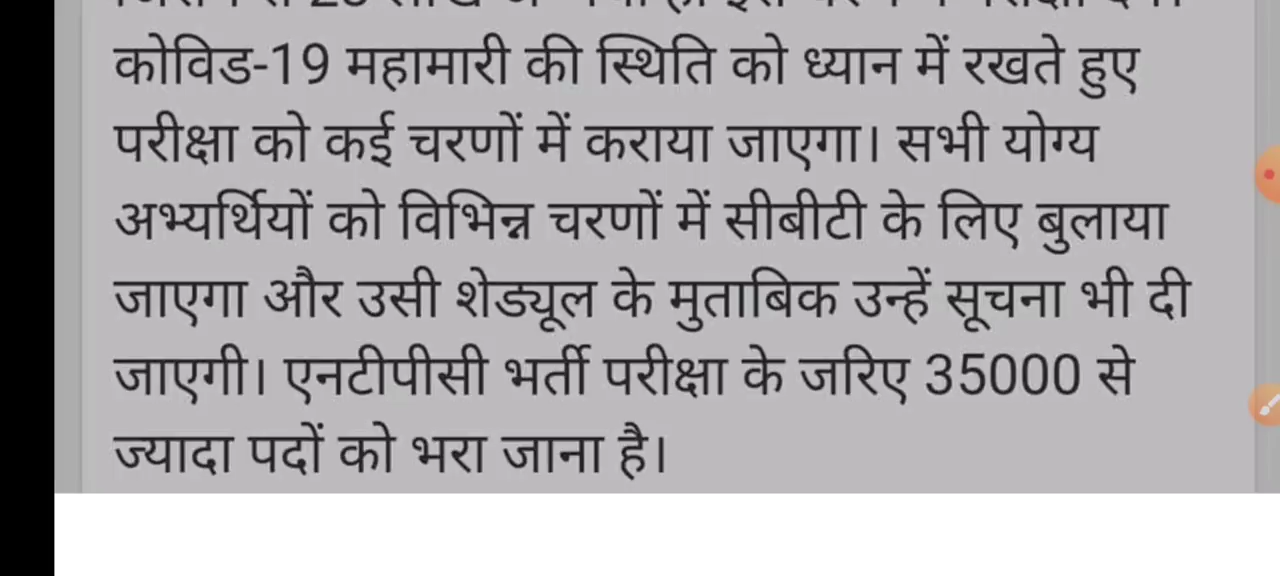 कोविड-19 महामारी की स्थिति को ध्यान में रखते हुए
परीक्षा को कई चरणों में कराया जाएगा। सभी योग्य
अभ्यर्थियों को विभिन्न चरणों में सीबीटी के लिए बुलाया
जाएगा और उसी शेड्यूल के मुताबिक उन्हें सूचना भी दी
जाएगी। एनटीपीसी भर्ती परीक्षा के जरिए 35000 से
ज्यादा पदों को भरा जाना है।